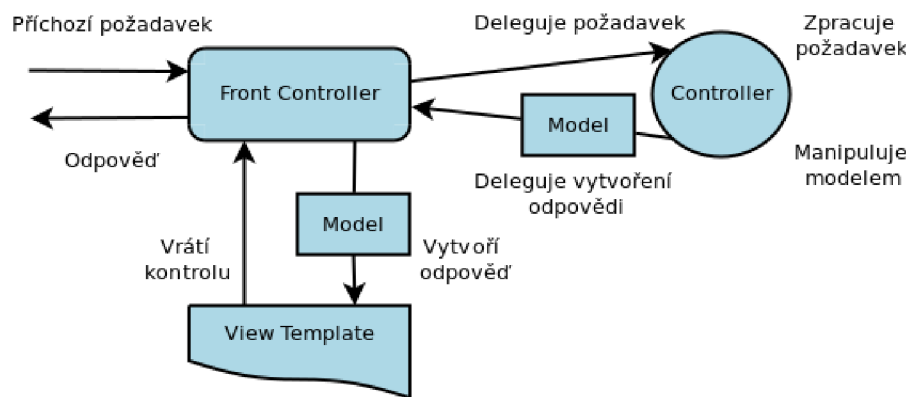 Příchozí požadavek
Deleguje požadavek
Zpracuje
požadavek
Front Controller
Controller
Model
Odpověď
Manipuluje
modelem
Deleguje vytvoření
odpovědi
Model
Vrátí
kontrolu
Vytvoří
odpověď
View Template